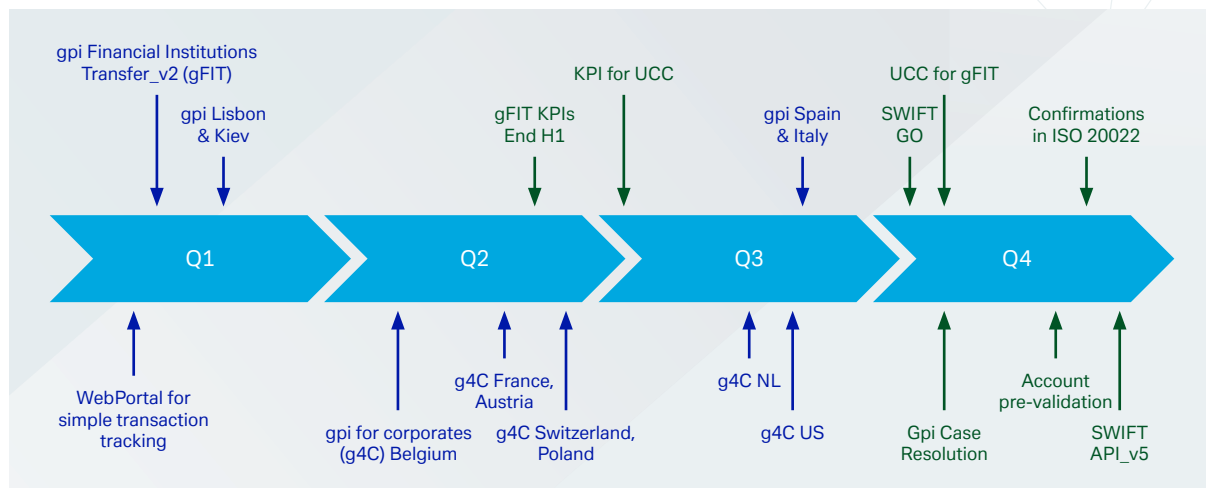 gpi Financial Institutions
Transfer_v2 (gFIT)
gpi Lisbon
& Kiev
gFIT KPIs
End H1
KPI for UCC
gpi Spain
& Italy
SWIFT
GO
UCC for gFIT
Confirmations
in ISO 20022
Q1
Q2
Q3
Q4
WebPortal for
simple transaction
tracking
gpi for corporates
(g4C) Belgium
g4C France,
Austria
g4C Switzerland,
Poland
g4C NL
g4C US
Gpi Case
Resolution
Account
pre-validation
SWIFT
API_v5